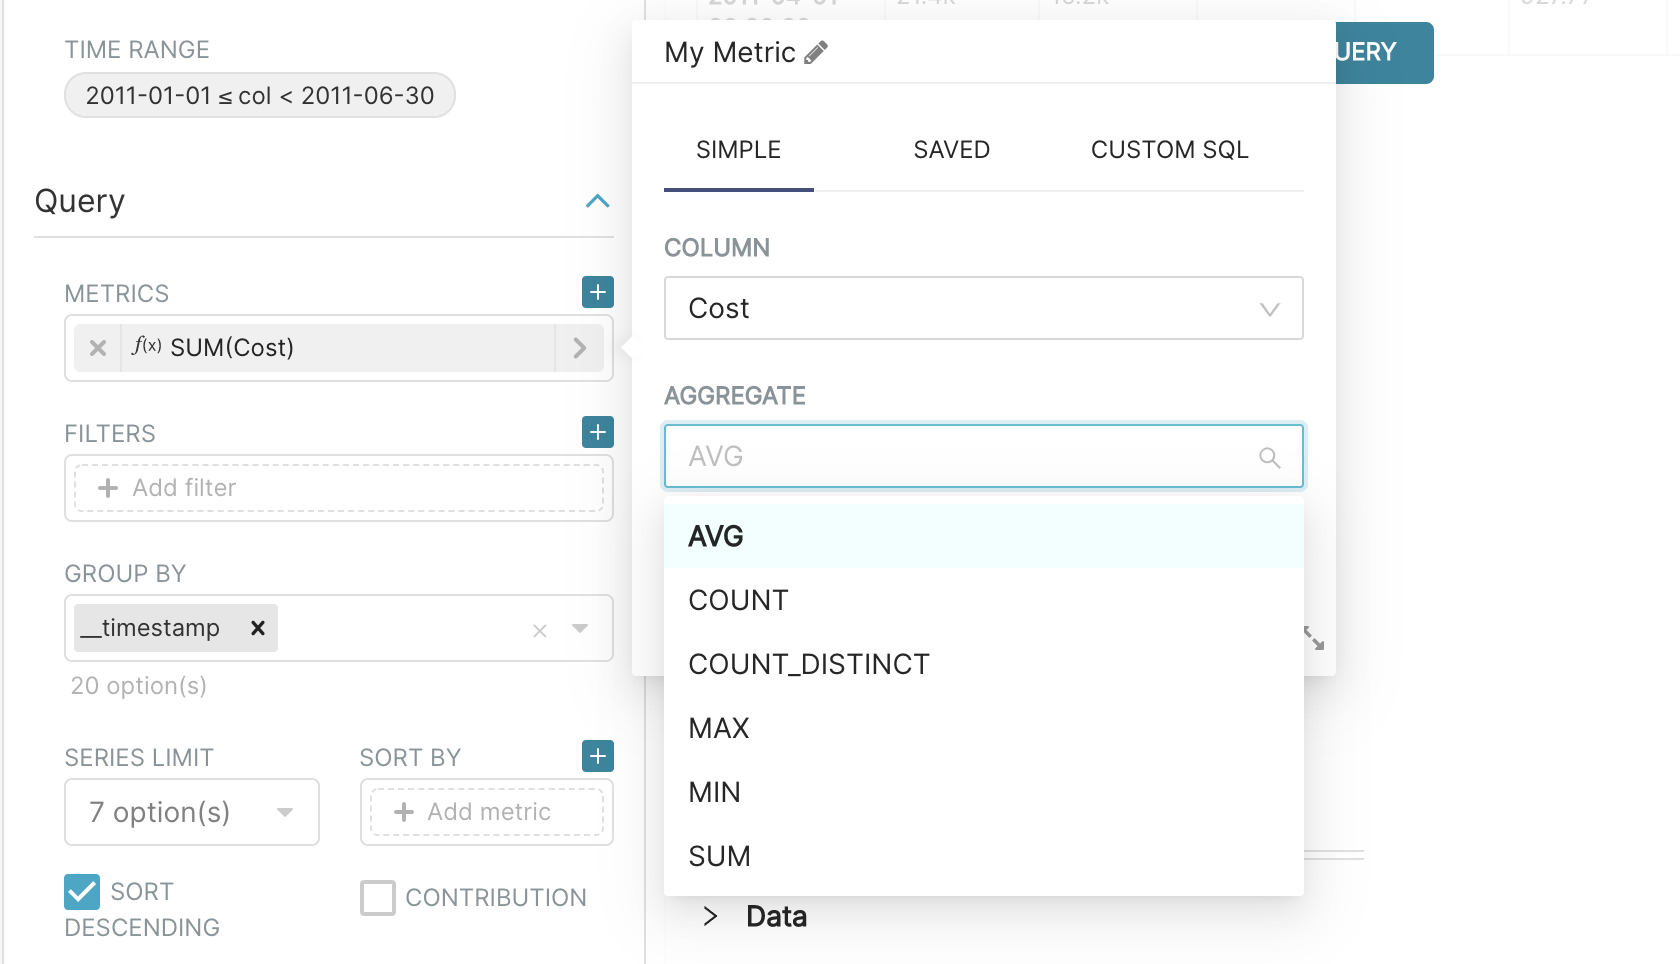 TIME RANGE
2011-01-01 ≤ col < 2011-06-30
Query
METRICS
f(x) SUM(Cost)
FILTERS
Add filter
GROUP BY
__timestamp
20 option(s)
SERIES LIMIT
7 option(s)
SORT BY
Add metric
SORT
DESCENDING
CONTRIBUTION
My Metric
UERY
SIMPLE SAVED CUSTOM SQL
COLUMN
Cost
AGGREGATE
AVG
AVG
COUNT
COUNT_DISTINCT
MAX
MIN
SUM
Data